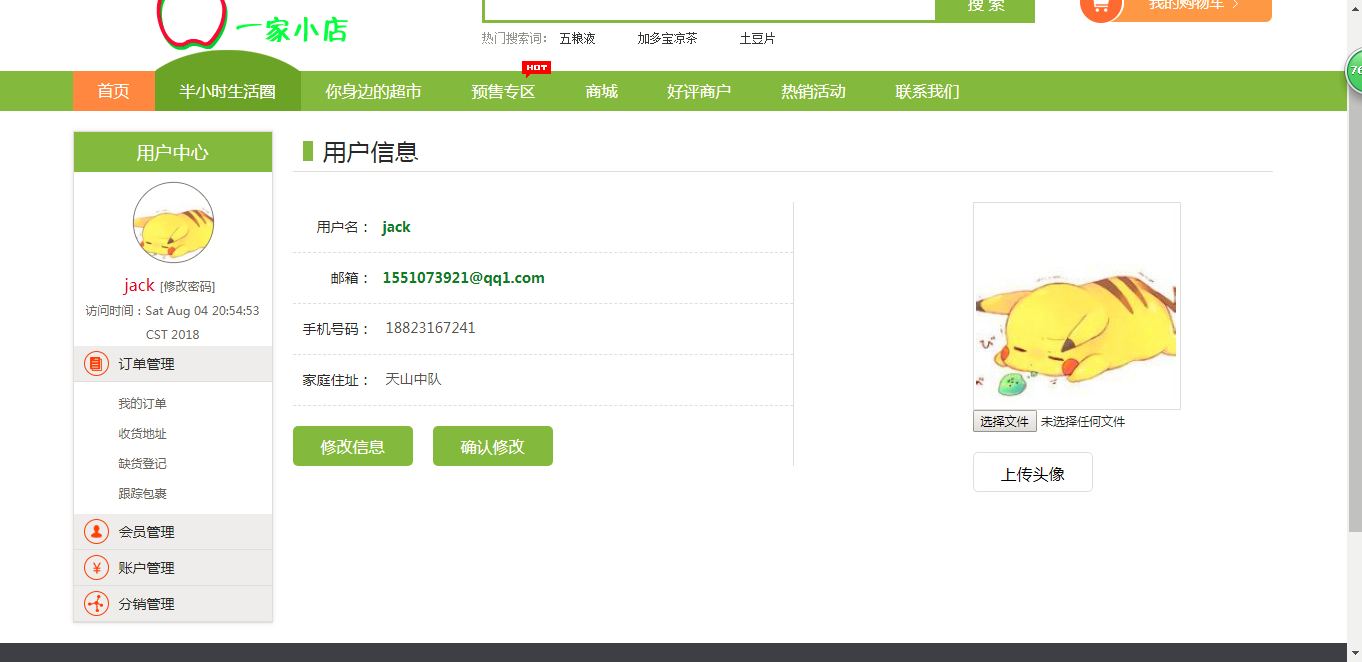 一家小店
搜 索
我的购物车 >
热门搜索词： 五粮液 加多宝凉茶 土豆片
HOT
首页 半小时生活圈 你身边的超市 预售专区 商城 好评商户 热销活动 联系我们
76
用户中心
jack [修改密码]
访问时间：Sat Aug 04 20:54:53
CST 2018
订单管理
我的订单
收货地址
缺货登记
跟踪包裹
会员管理
¥ 账户管理
分销管理
用户信息
用户名： jack
邮箱： 1551073921@qq1.com
手机号码： 18823167241
家庭住址： 天山中队
修改信息 确认修改
选择文件 未选择任何文件
上传头像